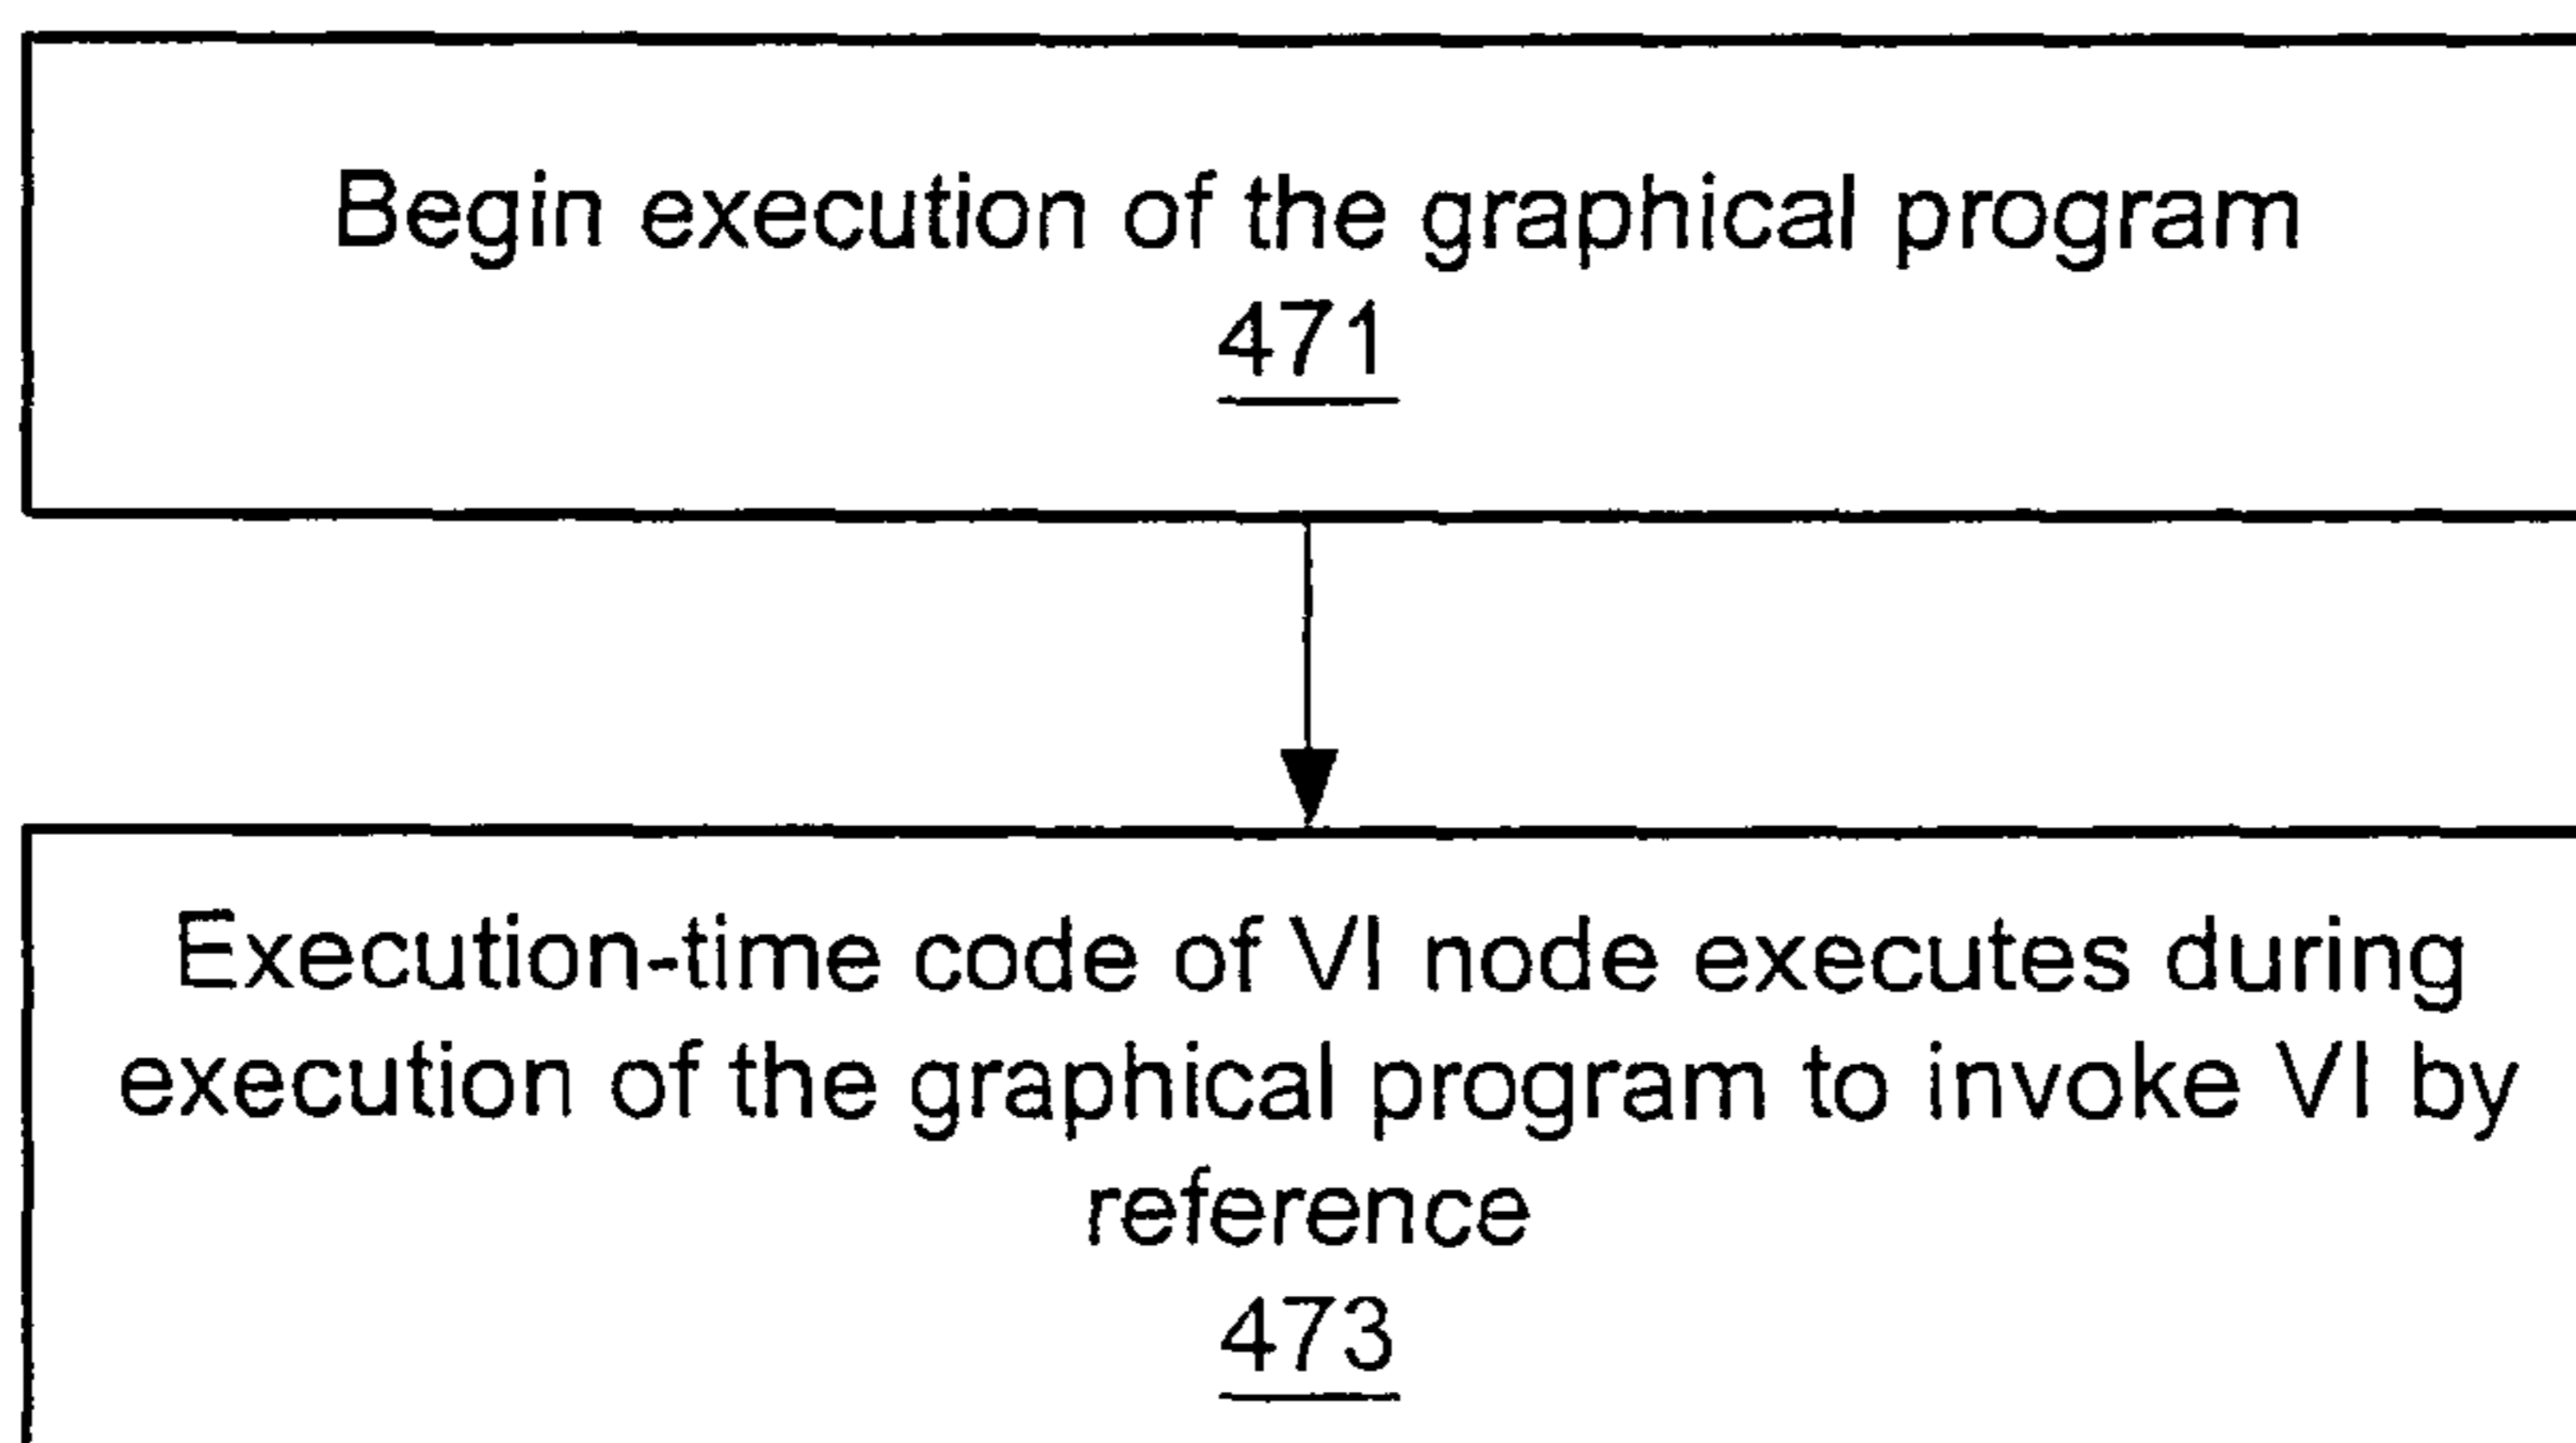 Begin execution of the graphical program
471
Execution-time code of VI node executes during
execution of the graphical program to invoke VI by
reference
473